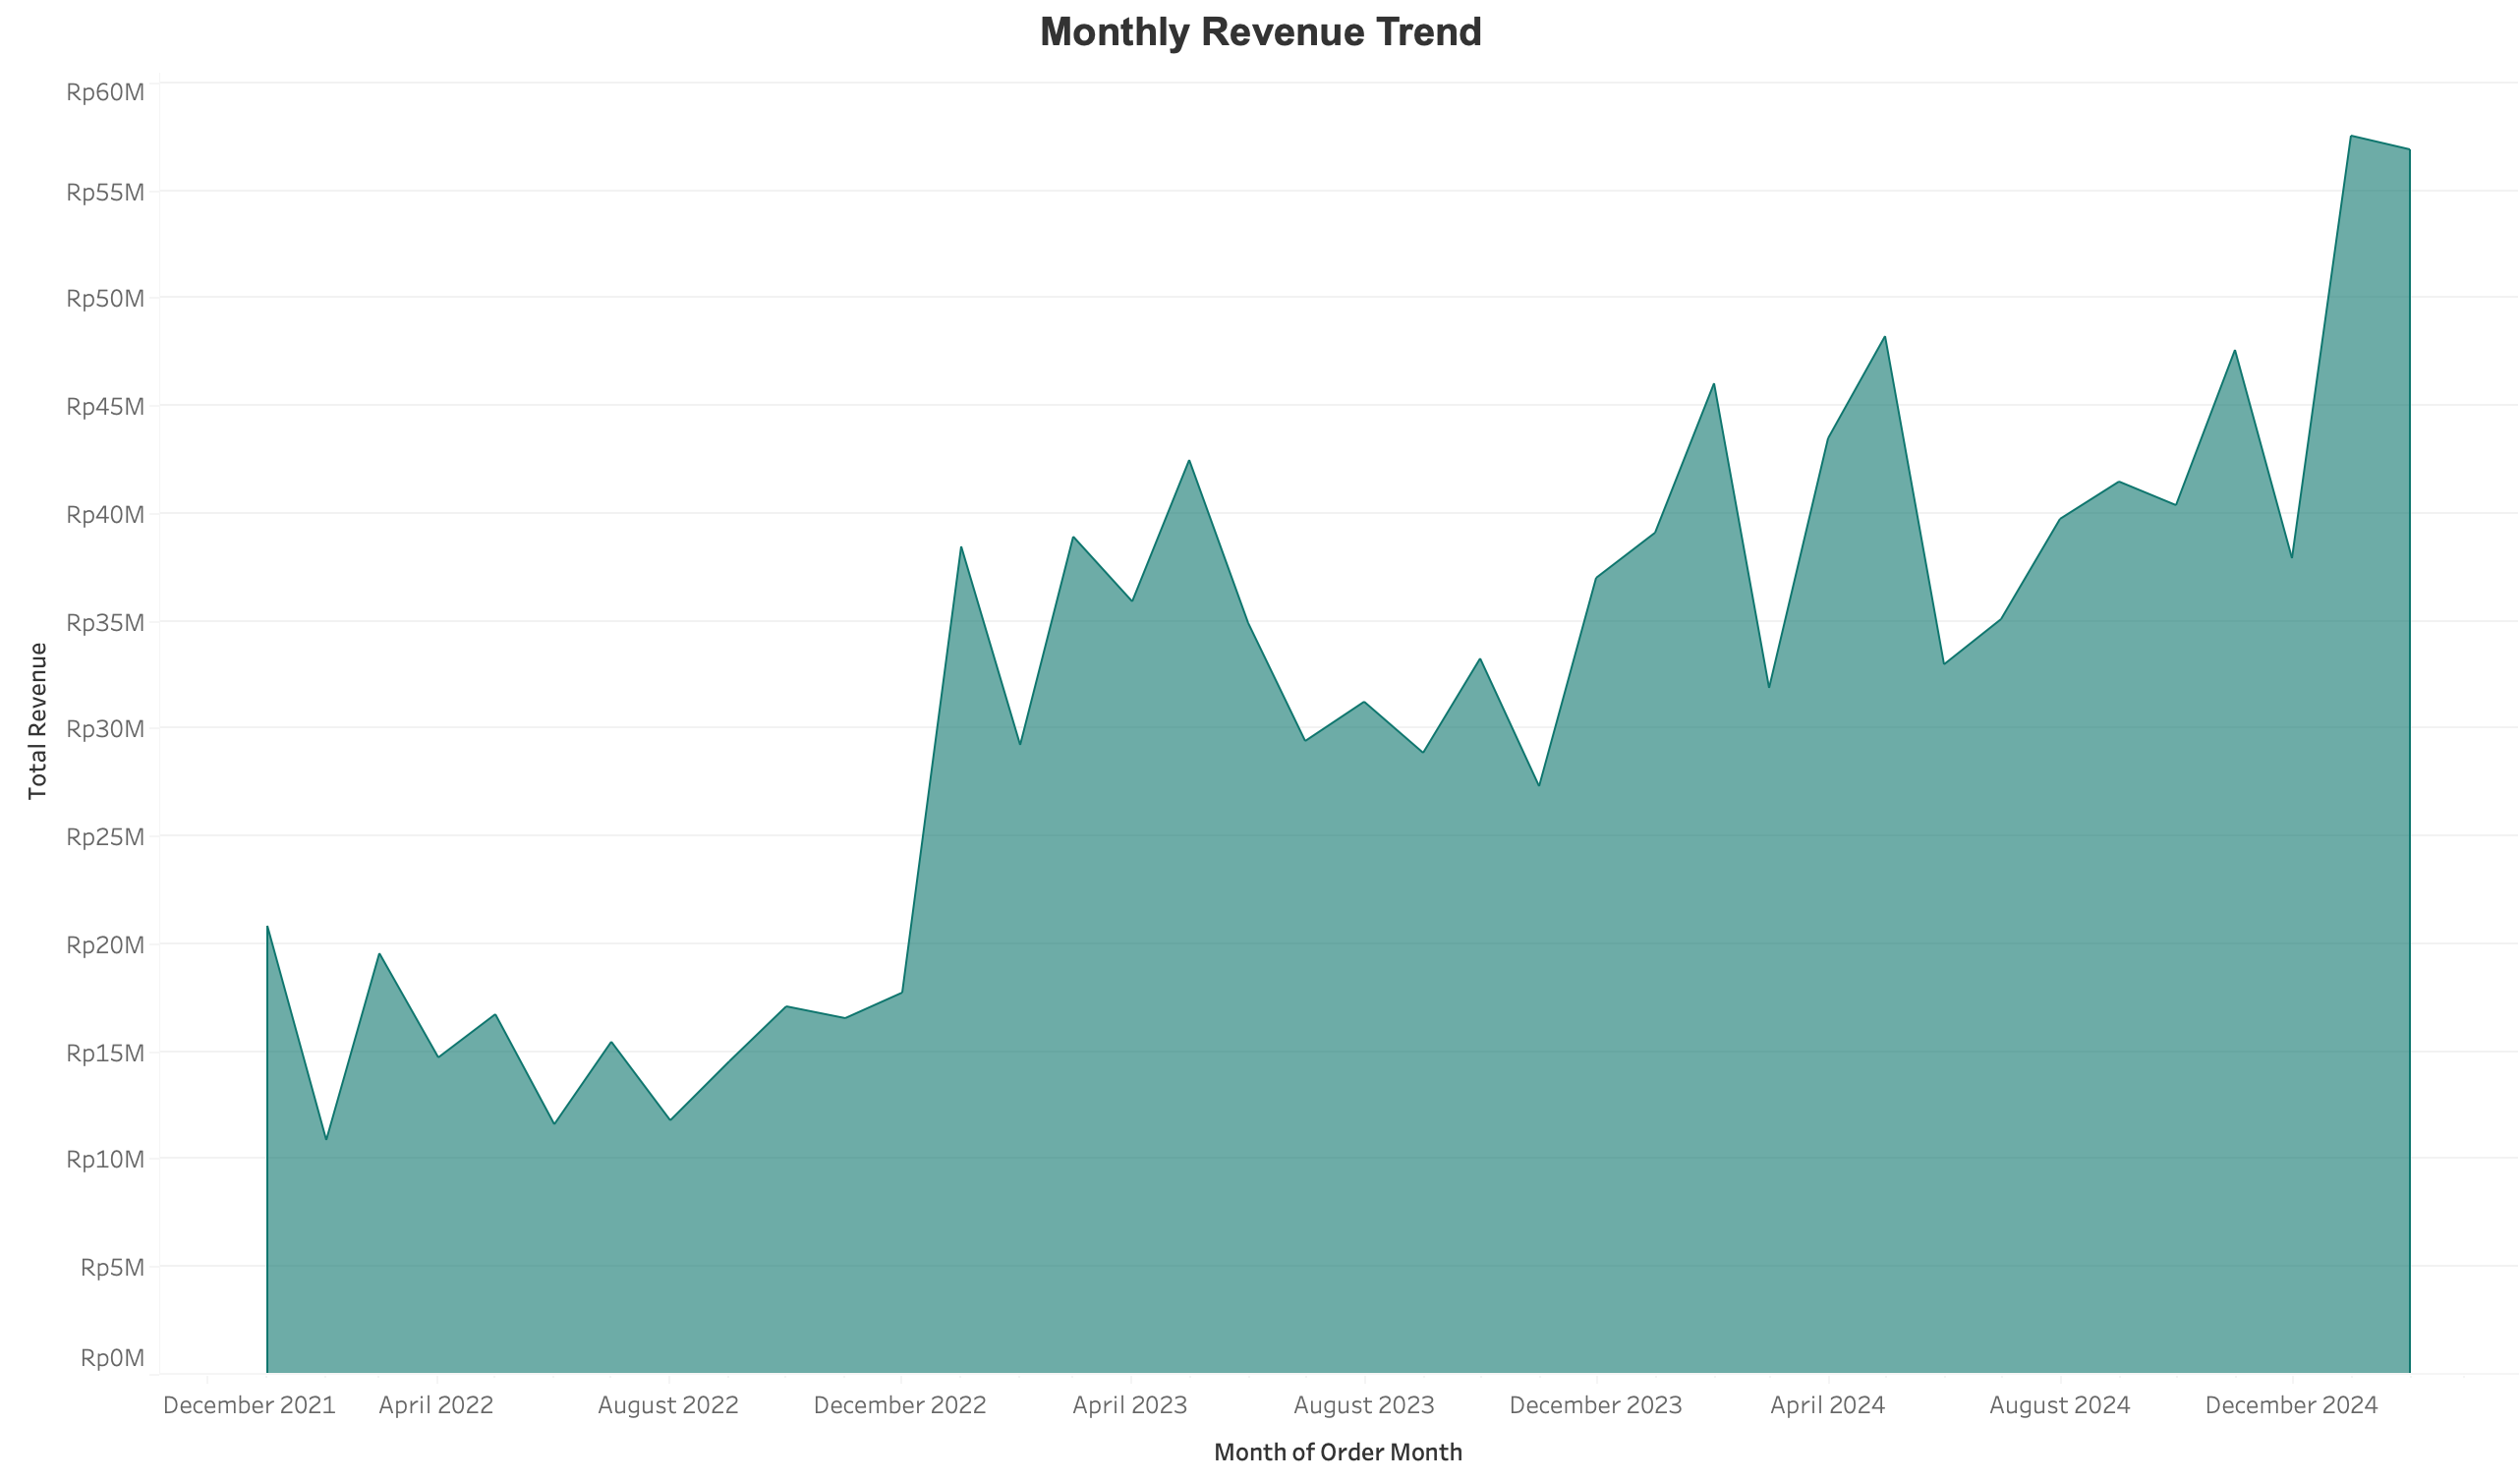 Monthly Revenue Trend
Rp60M
Rp55M
Rp50M
Rp45M
Rp40M
Rp35M
Rp30M
Rp25M
Rp20M
Rp15M
Rp10M
Rp5M
Rp0M
Total Revenue
December 2021
April 2022
August 2022
December 2022
April 2023
August 2023
December 2023
April 2024
August 2024
December 2024
Month of Order Month